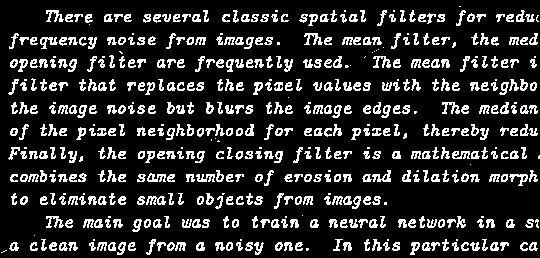 There are several classic spatial filters for redu
frequency noise from images. The mean filter, the med
opening filter are frequently used. The mean filter i
filter that replaces the pixel values with the neighbo
the image noise but blurs the image edges. The median
of the pixel neighborhood for each pixel, thereby redu
Finally, the opening closing filter is a mathematical
combines the same number of erosion and dilation morph
to eliminate small objects from images.
The main goal was to train a neural network in a su
a clean image from a noisy one. In this particular ca